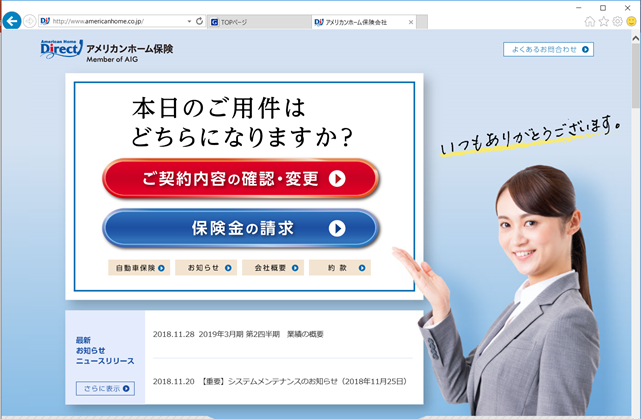 http://www.americanhome.co.jp/
TOPページ
アメリカンホーム保険会社
American Home
Direct
アメリカンホーム保険
Member of AIG
よくあるお問合わせ
本日のご用件は
どちらになりますか？
いつもありがとうございます。
ご契約内容の確認・変更
保険金の請求
自動車保険
お知らせ
会社概要
約 款
最新
お知らせ
ニュースリリース
さらに表示
2018.11.28 2019年3月期 第2四半期 業績の概要
2018.11.20 【重要】システムメンテナンスのお知らせ（2018年11月25日）